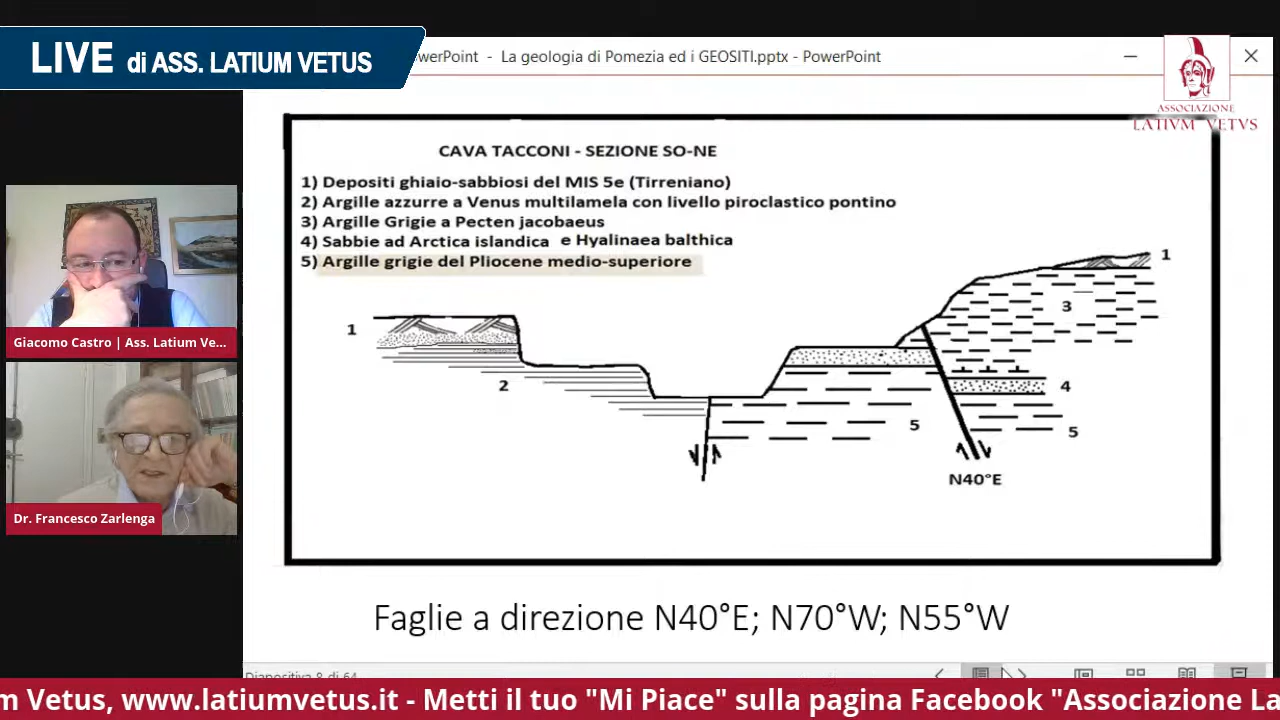 LIVE di ASS. LATIUM VETUS
werPoint - La geologia di Pomezia ed i GEOSITI.pptx - PowerPoint
ASSOCIAZIONE
LATIVM VETVS
CAVA TACCONI - SEZIONE SO-NE
1) Depositi ghiaio-sabbiosi del MIS 5e (Tirreniano)
2) Argille azzurre a Venus multilamela con livello piroclastico pontino
3) Argille Grigie a Pecten jacobaeus
4) Sabbie ad Arctica islandica e Hyalinaea balthica
5) Argille grigie del Pliocene medio-superiore
1
3
1
2
4
5
5
N40°E
Giacomo Castro | Ass. Latium Ve...
Dr. Francesco Zarlenga
Faglie a direzione N40°E; N70°W; N55°W
Diapositiva 8 di 64
m Vetus, www.latiumvetus.it - Metti il tuo "Mi Piace" sulla pagina Facebook "Associazione La